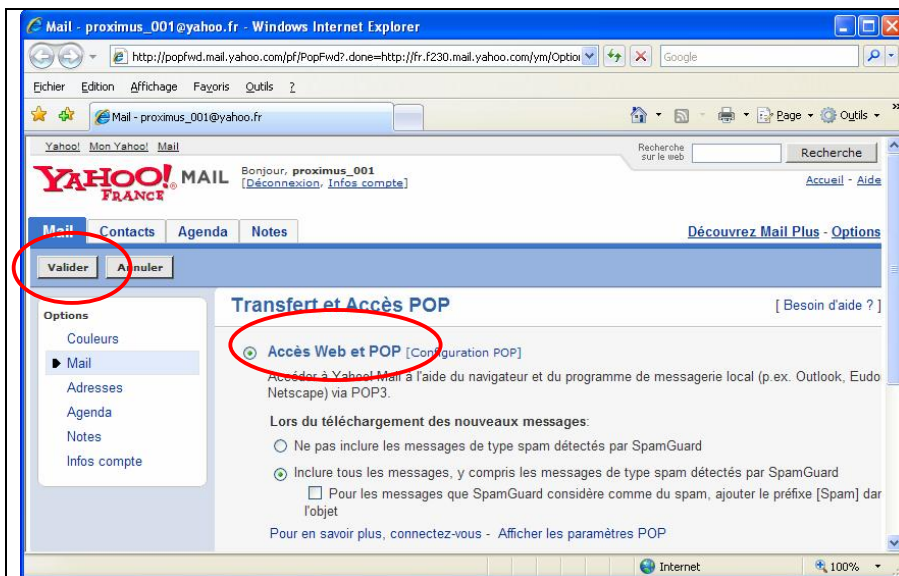 Mail - proximus_001@yahoo.fr - Windows Internet Explorer
http://popfwd.mail.yahoo.com/pf/PopFwd?.done=http://fr.f230.mail.yahoo.com/ym/Option
Google
Fichier Edition Affichage Favoris Outils ?
Mail - proximus_001@yahoo.fr
Page Outils »
Yahoo! Mon Yahoo! Mail
Recherche sur le web
Recherche
YAHOO! MAIL
FRANCE
Bonjour, proximus_001
[Déconnexion, Infos compte]
Accueil - Aide
Mail Contacts Agenda Notes
Découvrez Mail Plus - Options
Valider Annuler
Options
Couleurs
Mail
Adresses
Agenda
Notes
Infos compte
Transfert et Accès POP
[ Besoin d'aide ? ]
Accès Web et POP [Configuration POP]
Accéder à Yahoo! Mail à l'aide du navigateur et du programme de messagerie local (p.ex. Outlook, Eudo
Netscape) via POP3.
Lors du téléchargement des nouveaux messages:
Ne pas inclure les messages de type spam détectés par SpamGuard
Inclure tous les messages, y compris les messages de type spam détectés par SpamGuard
Pour les messages que SpamGuard considère comme du spam, ajouter le préfixe [Spam] dar
l'objet
Pour en savoir plus, connectez-vous - Afficher les paramètres POP
Internet
100%